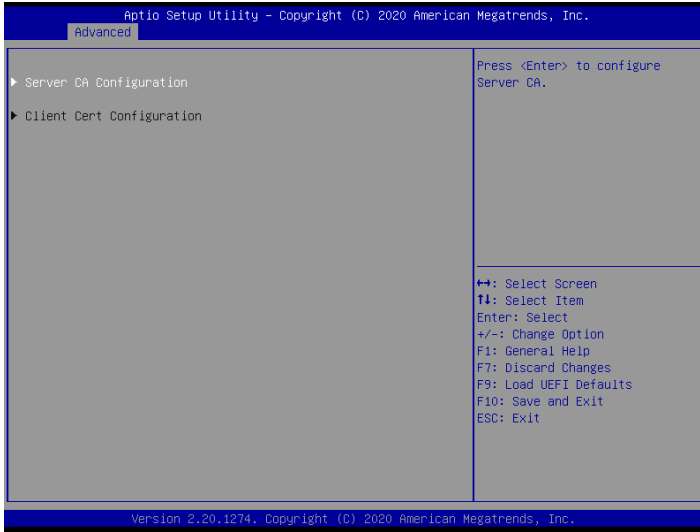 Aptio Setup Utility – Copyright (C) 2020 American Megatrends, Inc.
Advanced
▶ Server CA Configuration
▶ Client Cert Configuration
Press <Enter> to configure
Server CA.
↔: Select Screen
↑↓: Select Item
Enter: Select
+/-: Change Option
F1: General Help
F7: Discard Changes
F9: Load UEFI Defaults
F10: Save and Exit
ESC: Exit
Version 2.20.1274. Copyright (C) 2020 American Megatrends, Inc.